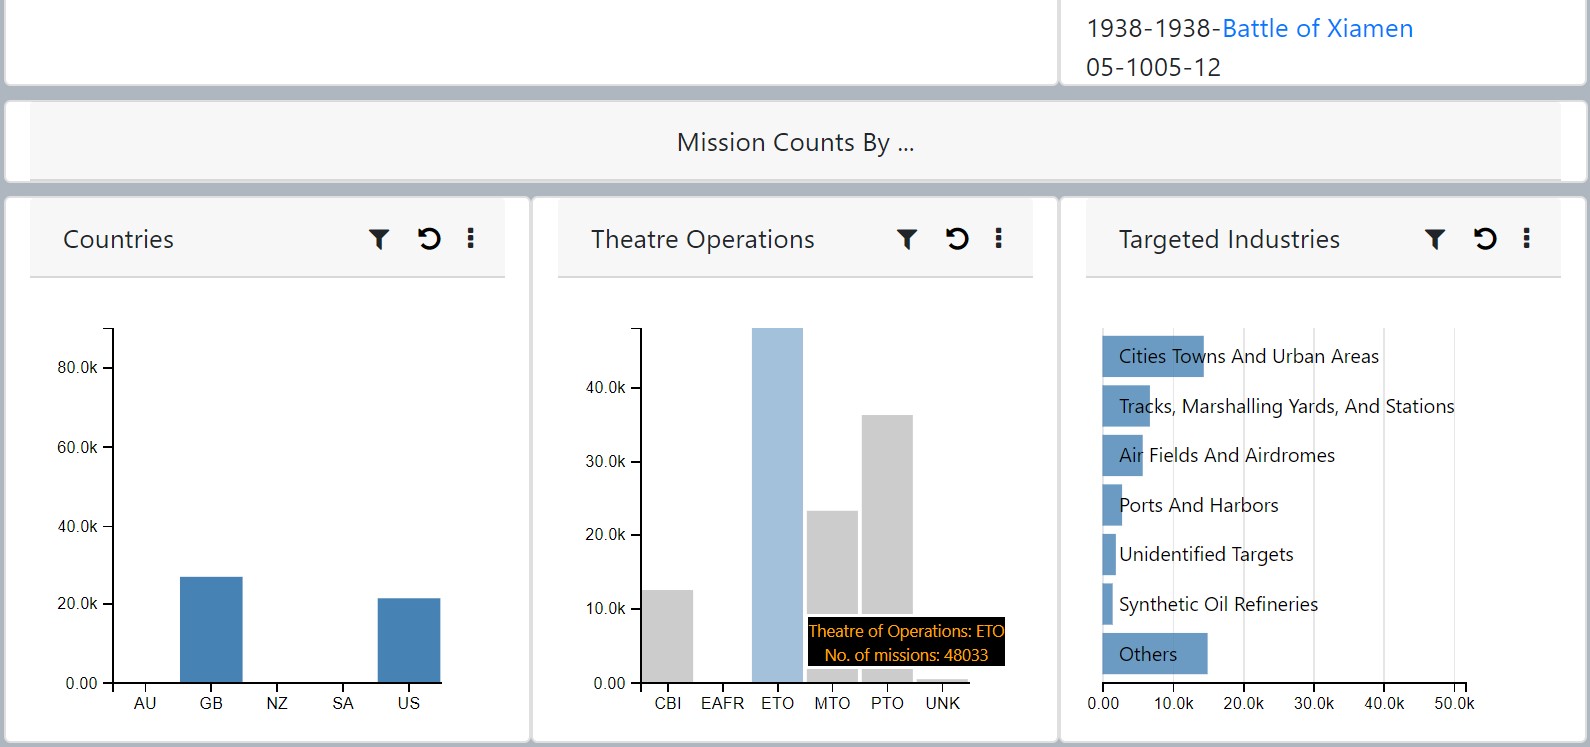 1938-1938-Battle of Xiamen
05-1005-12
Mission Counts By ...
Countries
80.0k
60.0k
40.0k
20.0k
0.00
AU GB NZ SA US
Theatre Operations
40.0k
30.0k
20.0k
10.0k
0.00
Theatre of Operations: ETO
No. of missions: 48033
CBI EAFR ETO MTO PTO UNK
Targeted Industries
Cities Towns And Urban Areas
Tracks, Marshalling Yards, And Stations
Air Fields And Airdromes
Ports And Harbors
Unidentified Targets
Synthetic Oil Refineries
Others
0.00 10.0k 20.0k 30.0k 40.0k 50.0k